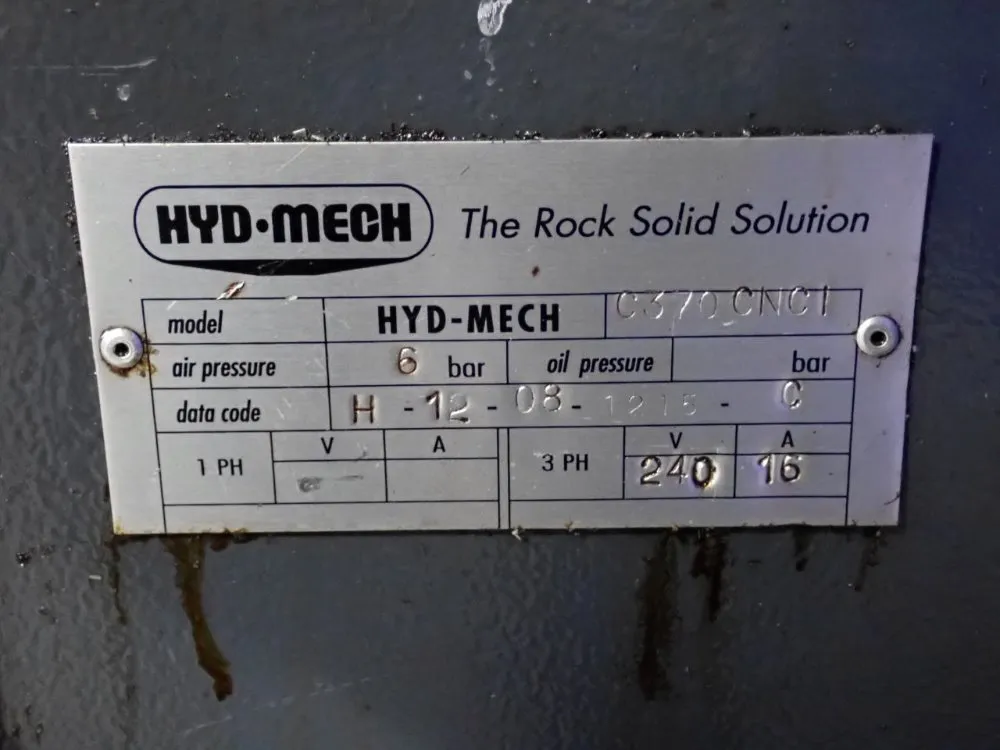 HYD•MECH The Rock Solid Solution
model HYD-MECH C370 CNC I
air pressure 6 bar oil pressure bar
data code H - 12 - 08 - 1215 - C
1 PH V A 3 PH V A
240 16